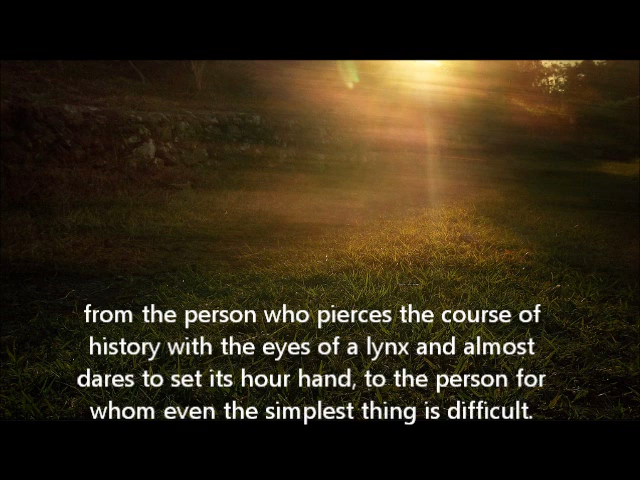 from the person who pierces the course of
history with the eyes of a lynx and almost
dares to set its hour hand, to the person for
whom even the simplest thing is difficult.